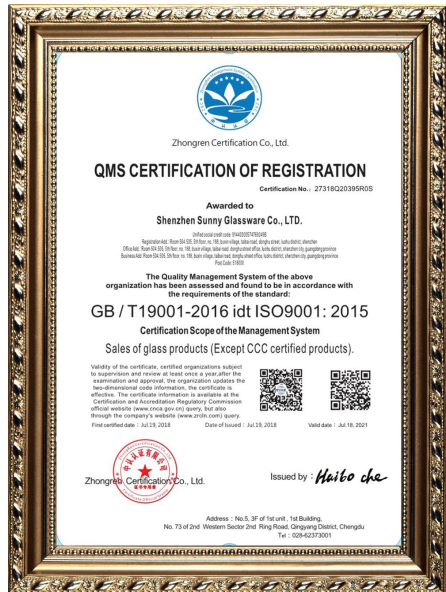 Zhongren Certification Co., Ltd.
QMS CERTIFICATION OF REGISTRATION
Certification No.: 27318Q20395R0S
Awarded to
Shenzhen Sunny Glassware Co., LTD.
Post Code: 518000
The Quality Management System of the above
organization has been assessed and found to be in accordance with
the requirements of the standard:
GB / T19001-2016 idt ISO9001: 2015
Certification Scope of the Management System
Sales of glass products (Except CCC certified products).
Validity of the certificate, certified organizations subject
to supervision and review at least once a year,after the
examination and approval, the organization updates the
two-dimensional code information, the certificate is
effective. The certificate information is available at the
Certification and Accreditation Regulatory Commission
official website (www.cnca.gov.cn) query, but also
through the company's website (www.zrcln.com) query.
First certified date : Jul.19, 2018 Date of Issued : Jul.19, 2018 Valid date : Jul.18, 2021
Zhongren Certification Co., Ltd.
Issued by : Haibo che
Address : No.5, 3F of 1st unit , 1st Building,
No. 73 of 2nd Western Sector 2nd Ring Road, Qingyang District, Chengdu
Tel : 028-62373001